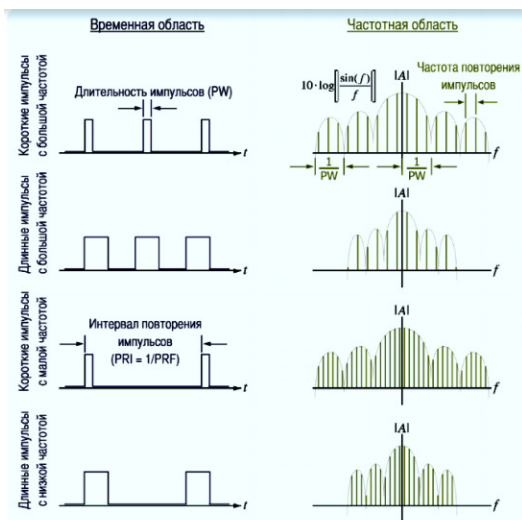 Временная область
Частотная область
Короткие импульсы
с большой частотой
Длительность импульсов (PW)
t
|A|
10·log[sin(f)/f]
Частота повторения
импульсов
f
1/PW
1/PW
Длинные импульсы
с большой частотой
t
|A|
f
Короткие импульсы
с малой частотой
Интервал повторения
импульсов
(PRI = 1/PRF)
t
|A|
f
Длинные импульсы
с низкой частотой
t
|A|
f